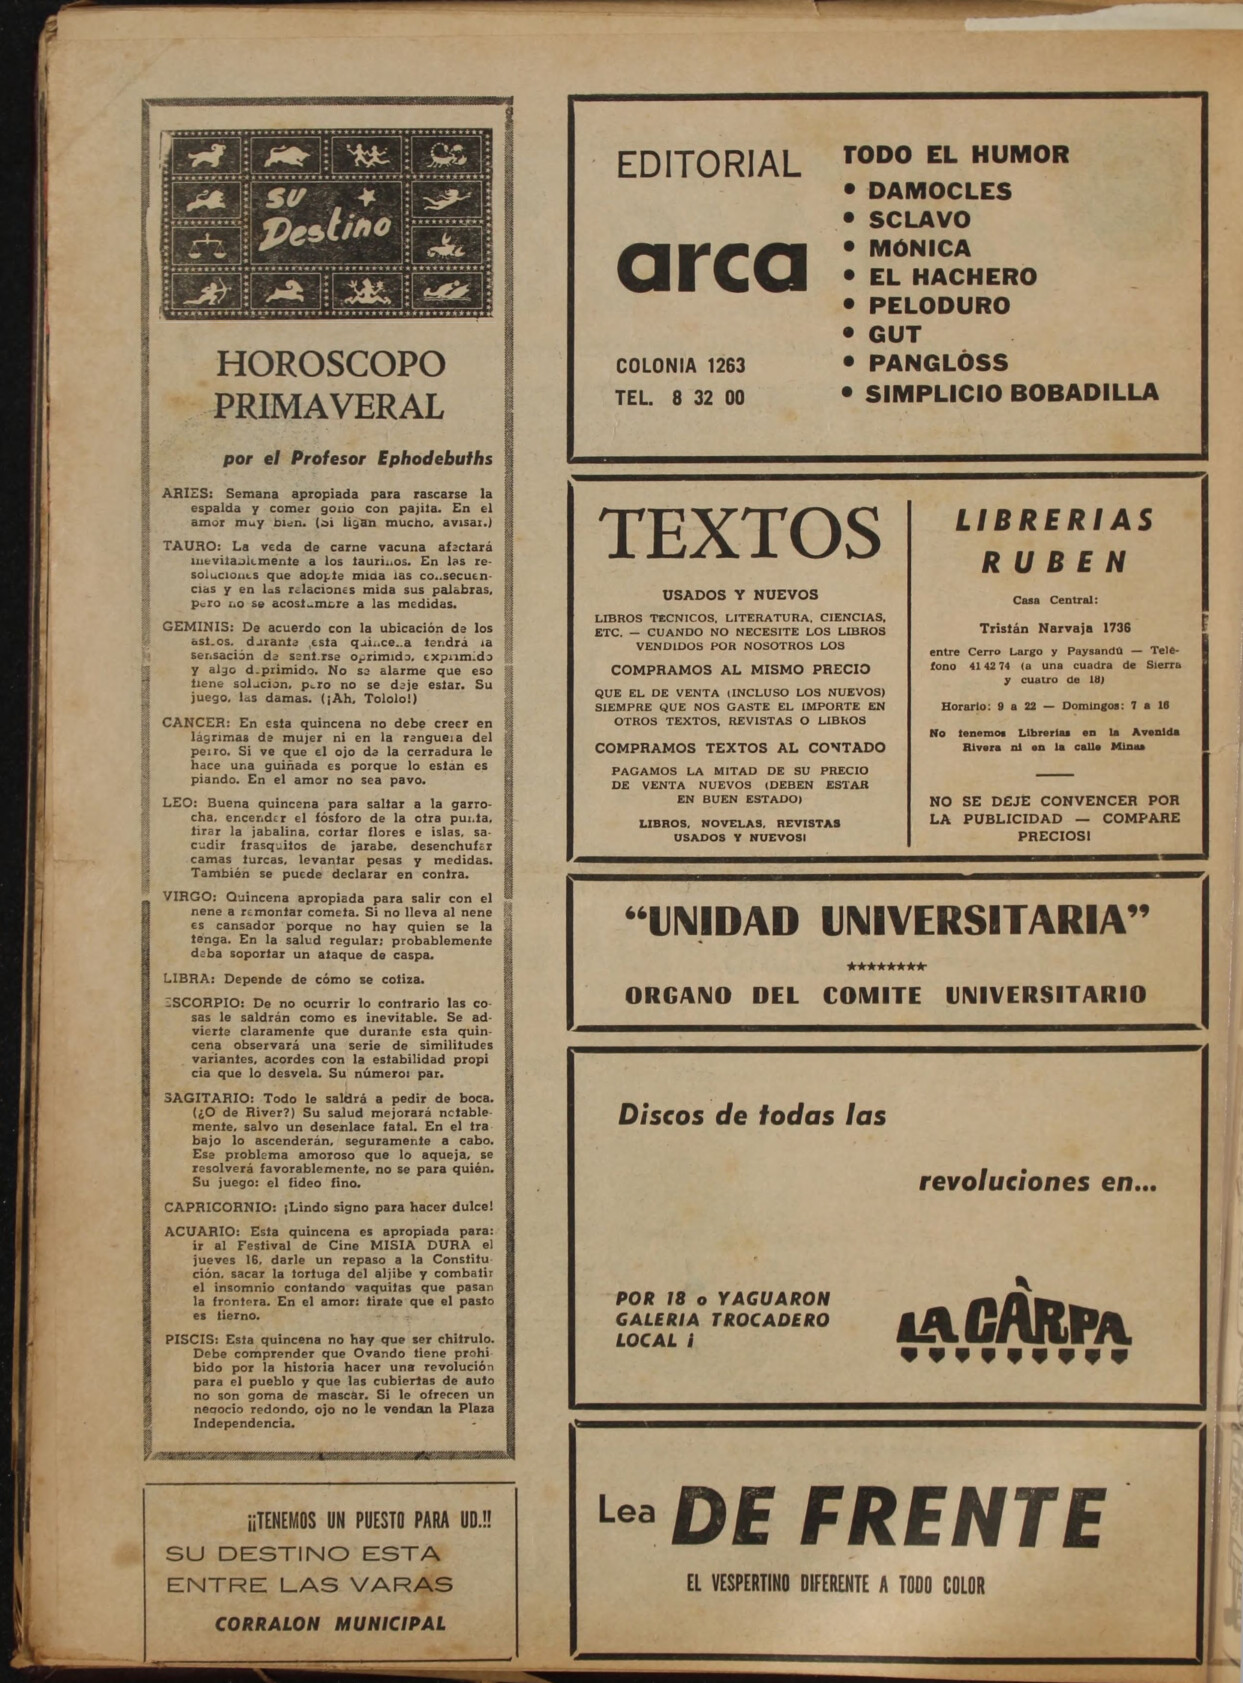 SU
Destino
HOROSCOPO
PRIMAVERAL
por el Profesor Ephodebuths
ARIES: Semana apropiada para rascarse la
espalda y comer gofio con pajita. En el
amor muy bien. (Si ligan mucho, avisar.)
TAURO: La veda de carne vacuna afectará
inevitablemente a los taurinos. En las re-
soluciones que adopte mida las consecuen-
cias y en las relaciones mida sus palabras,
pero no se acostumbre a las medidas.
GEMINIS: De acuerdo con la ubicación de los
astros, durante esta quincena tendrá la
sensación de sentirse oprimido, exprimido
y algo deprimido. No se alarme que eso
tiene solución, pero no se deje estar. Su
juego, las damas. (¡Ah, Tololo!)
CANCER: En esta quincena no debe creer en
lágrimas de mujer ni en la renguera del
perro. Si ve que el ojo de la cerradura le
hace una guiñada es porque lo están es
piando. En el amor no sea pavo.
LEO: Buena quincena para saltar a la garro-
cha, encender el fósforo de la otra punta,
tirar la jabalina, cortar flores e islas, sa-
cudir frasquitos de jarabe, desenchufar
camas turcas, levantar pesas y medidas.
También se puede declarar en contra.
VIRGO: Quincena apropiada para salir con el
nene a remontar cometa. Si no lleva al nene
es cansador porque no hay quien se la
tenga. En la salud regular; probablemente
deba soportar un ataque de caspa.
LIBRA: Depende de cómo se cotiza.
ESCORPIO: De no ocurrir lo contrario las co-
sas le saldrán como es inevitable. Se ad-
vierte claramente que durante esta quin-
cena observará una serie de similitudes
variantes, acordes con la estabilidad propi
cia que lo desvela. Su número: par.
SAGITARIO: Todo le saldrá a pedir de boca.
(¿O de River?) Su salud mejorará notable-
mente, salvo un desenlace fatal. En el tra
bajo lo ascenderán, seguramente a cabo.
Ese problema amoroso que lo aqueja, se
resolverá favorablemente, no se para quién.
Su juego: el fideo fino.
CAPRICORNIO: ¡Lindo signo para hacer dulce!
ACUARIO: Esta quincena es apropiada para:
ir al Festival de Cine MISIA DURA el
jueves 16, darle un repaso a la Constitu-
ción, sacar la tortuga del aljibe y combatir
el insomnio contando vaquitas que pasan
la frontera. En el amor: tirate que el pasto
es tierno.
PISCIS: Esta quincena no hay que ser chitrulo.
Debe comprender que Ovando tiene prohi-
bido por la historia hacer una revolución
para el pueblo y que las cubiertas de auto
no son goma de mascar. Si le ofrecen un
negocio redondo, ojo no le vendan la Plaza
Independencia.
¡¡TENEMOS UN PUESTO PARA UD.!!
SU DESTINO ESTA
ENTRE LAS VARAS
CORRALON MUNICIPAL
EDITORIAL
arca
COLONIA 1263
TEL. 8 32 00
TODO EL HUMOR
• DAMOCLES
• SCLAVO
• MÓNICA
• EL HACHERO
• PELODURO
• GUT
• PANGLÓSS
• SIMPLICIO BOBADILLA
TEXTOS
USADOS Y NUEVOS
LIBROS TECNICOS, LITERATURA, CIENCIAS,
ETC. — CUANDO NO NECESITE LOS LIBROS
VENDIDOS POR NOSOTROS LOS
COMPRAMOS AL MISMO PRECIO
QUE EL DE VENTA (INCLUSO LOS NUEVOS)
SIEMPRE QUE NOS GASTE EL IMPORTE EN
OTROS TEXTOS, REVISTAS O LIBROS
COMPRAMOS TEXTOS AL CONTADO
PAGAMOS LA MITAD DE SU PRECIO
DE VENTA NUEVOS (DEBEN ESTAR
EN BUEN ESTADO)
LIBROS, NOVELAS, REVISTAS
USADOS Y NUEVOS!
LIBRERIAS
RUBEN
Casa Central:
Tristán Narvaja 1736
entre Cerro Largo y Paysandú — Telé-
fono 41 42 74 (a una cuadra de Sierra
y cuatro de 18)
Horario: 9 a 22 — Domingos: 7 a 16
No tenemos Librerías en la Avenida
Rivera ni en la calle Minas
NO SE DEJE CONVENCER POR
LA PUBLICIDAD — COMPARE
PRECIOS!
“UNIDAD UNIVERSITARIA”
★★★★★★★★
ORGANO DEL COMITE UNIVERSITARIO
Discos de todas las
revoluciones en...
POR 18 o YAGUARON
GALERIA TROCADERO
LOCAL i
LA CÀRPA
Lea DE FRENTE
EL VESPERTINO DIFERENTE A TODO COLOR